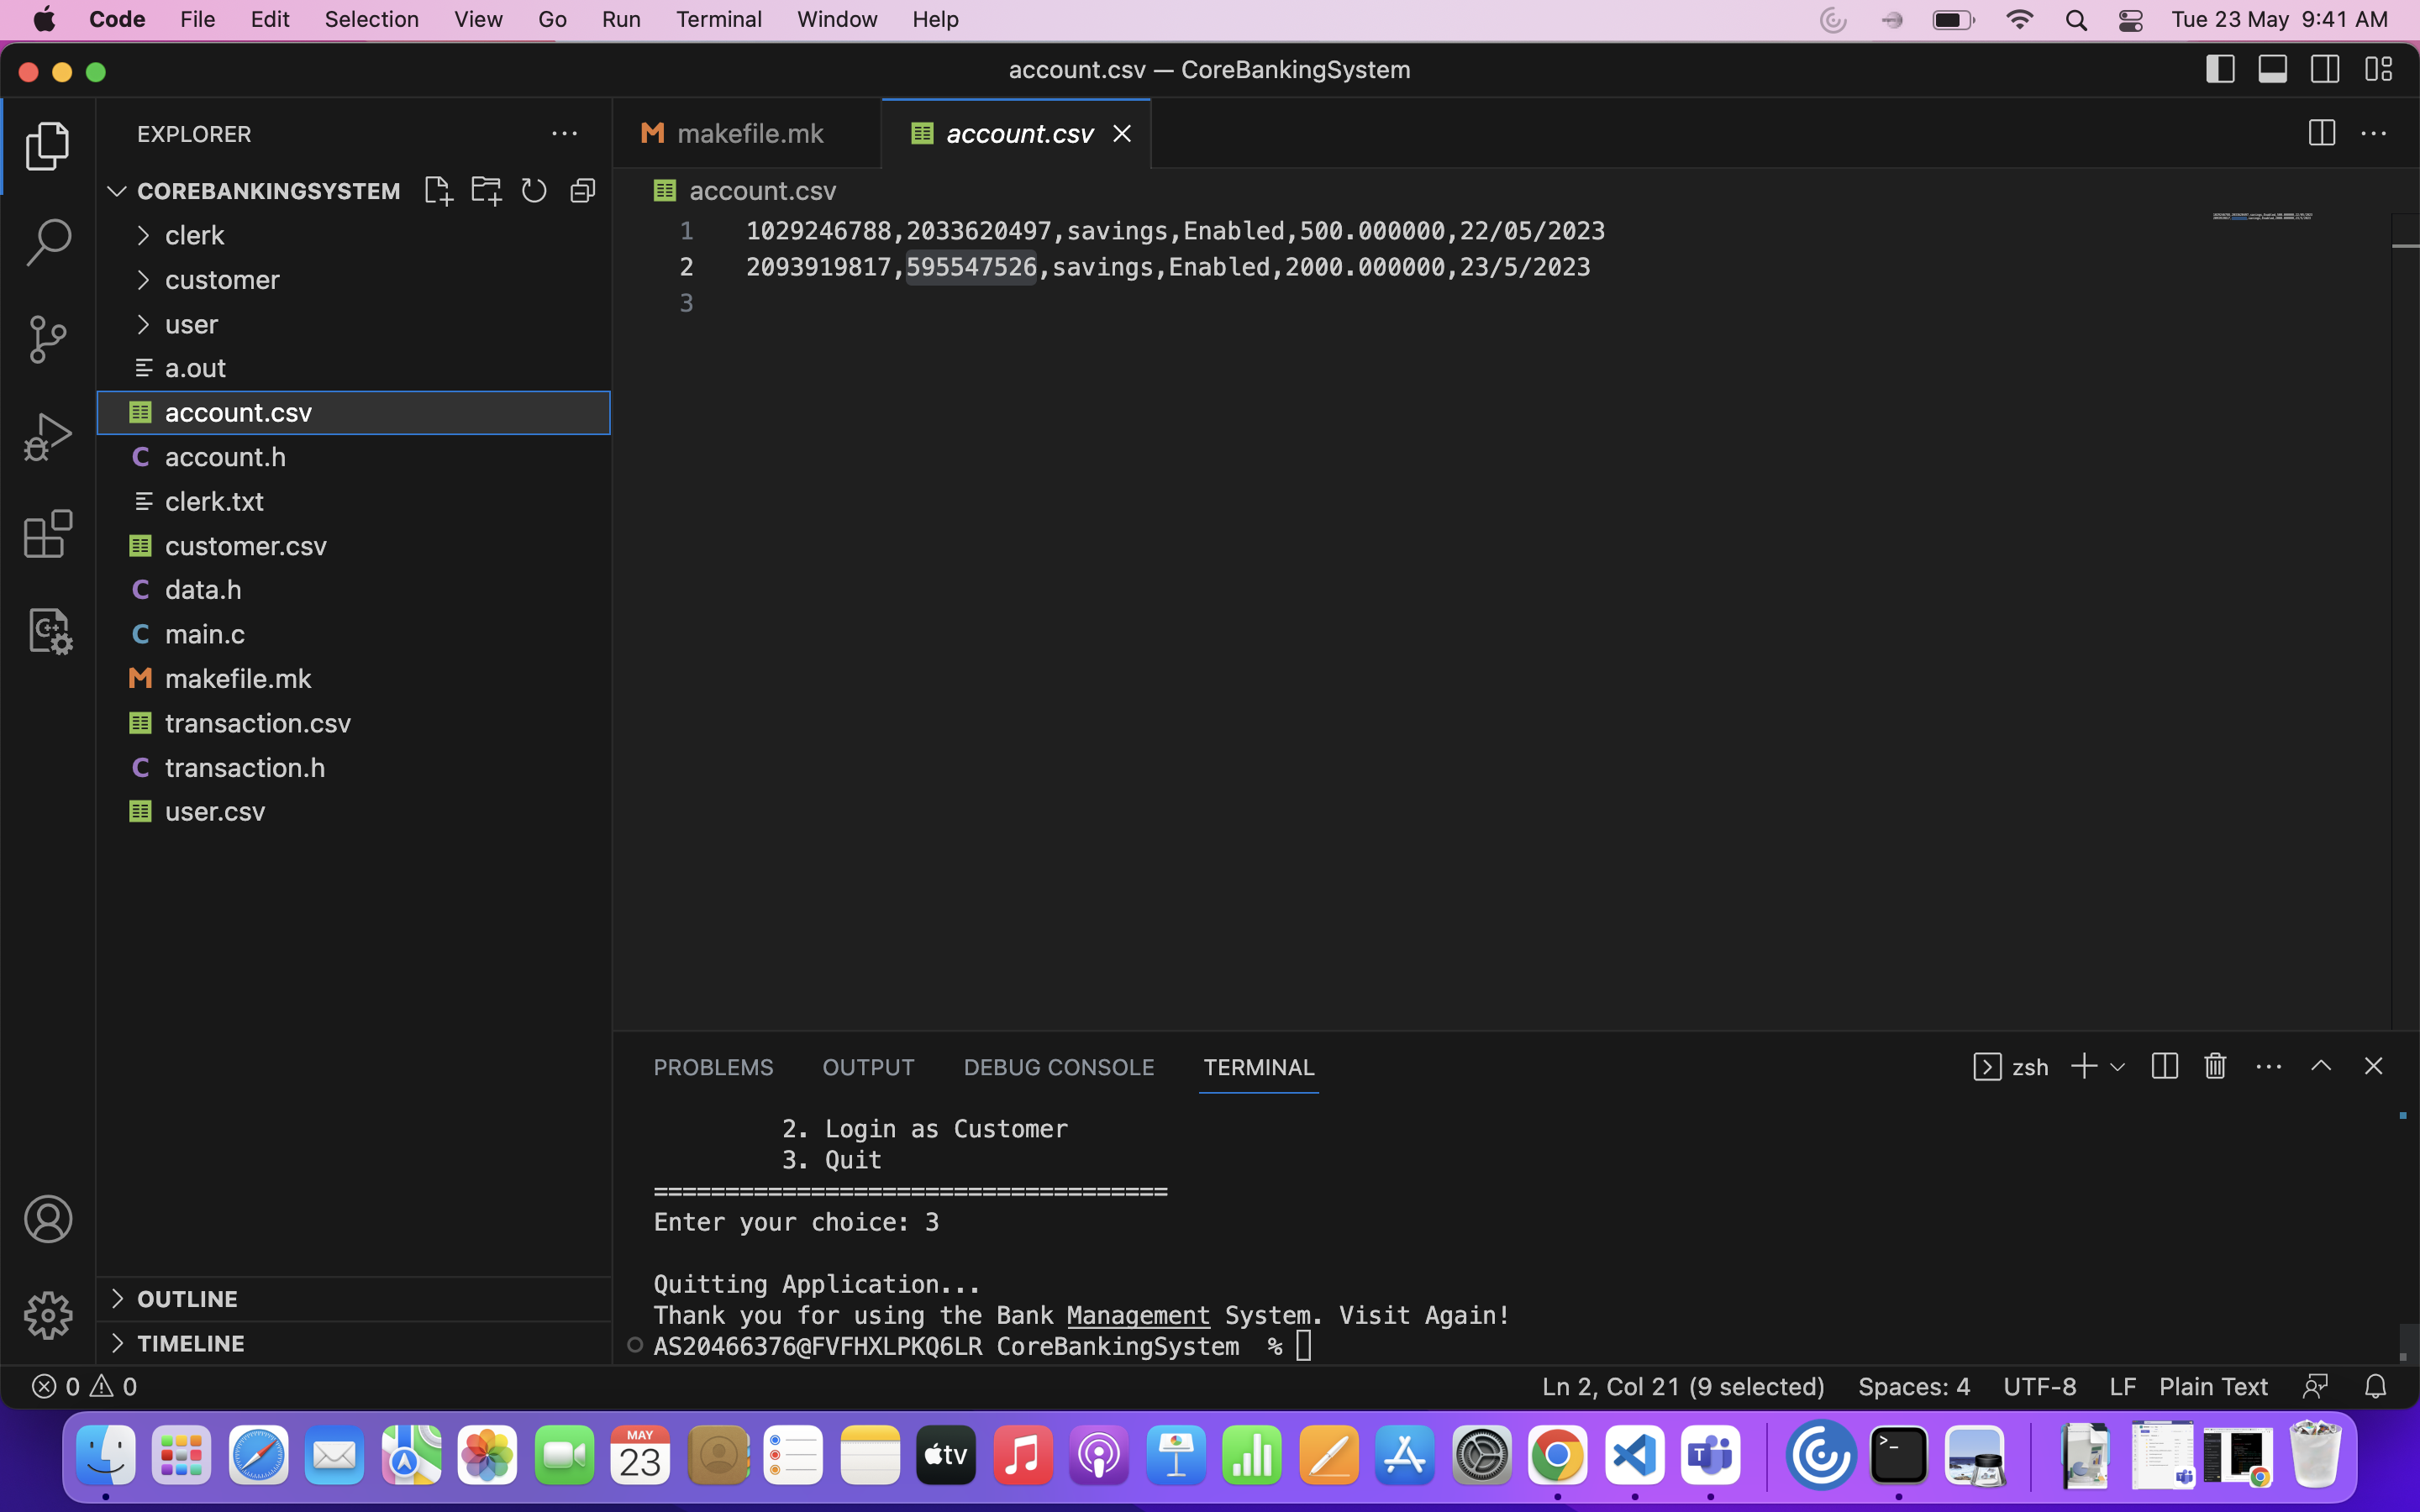 Code File Edit Selection View Go Run Terminal Window Help Tue 23 May 9:41 AM
account.csv — CoreBankingSystem
EXPLORER
COREBANKINGSYSTEM
clerk
customer
user
a.out
account.csv
C account.h
clerk.txt
customer.csv
C data.h
C main.c
M makefile.mk
transaction.csv
C transaction.h
user.csv
OUTLINE
TIMELINE
M makefile.mk account.csv
account.csv
1 1029246788,2033620497,savings,Enabled,500.000000,22/05/2023
2 2093919817,595547526,savings,Enabled,2000.000000,23/5/2023
3
PROBLEMS OUTPUT DEBUG CONSOLE TERMINAL zsh
2. Login as Customer
3. Quit
====================================
Enter your choice: 3
Quitting Application...
Thank you for using the Bank Management System. Visit Again!
AS20466376@FVFHXLPKQ6LR CoreBankingSystem %
0 0 Ln 2, Col 21 (9 selected) Spaces: 4 UTF-8 LF Plain Text
MAY
23
tv
T